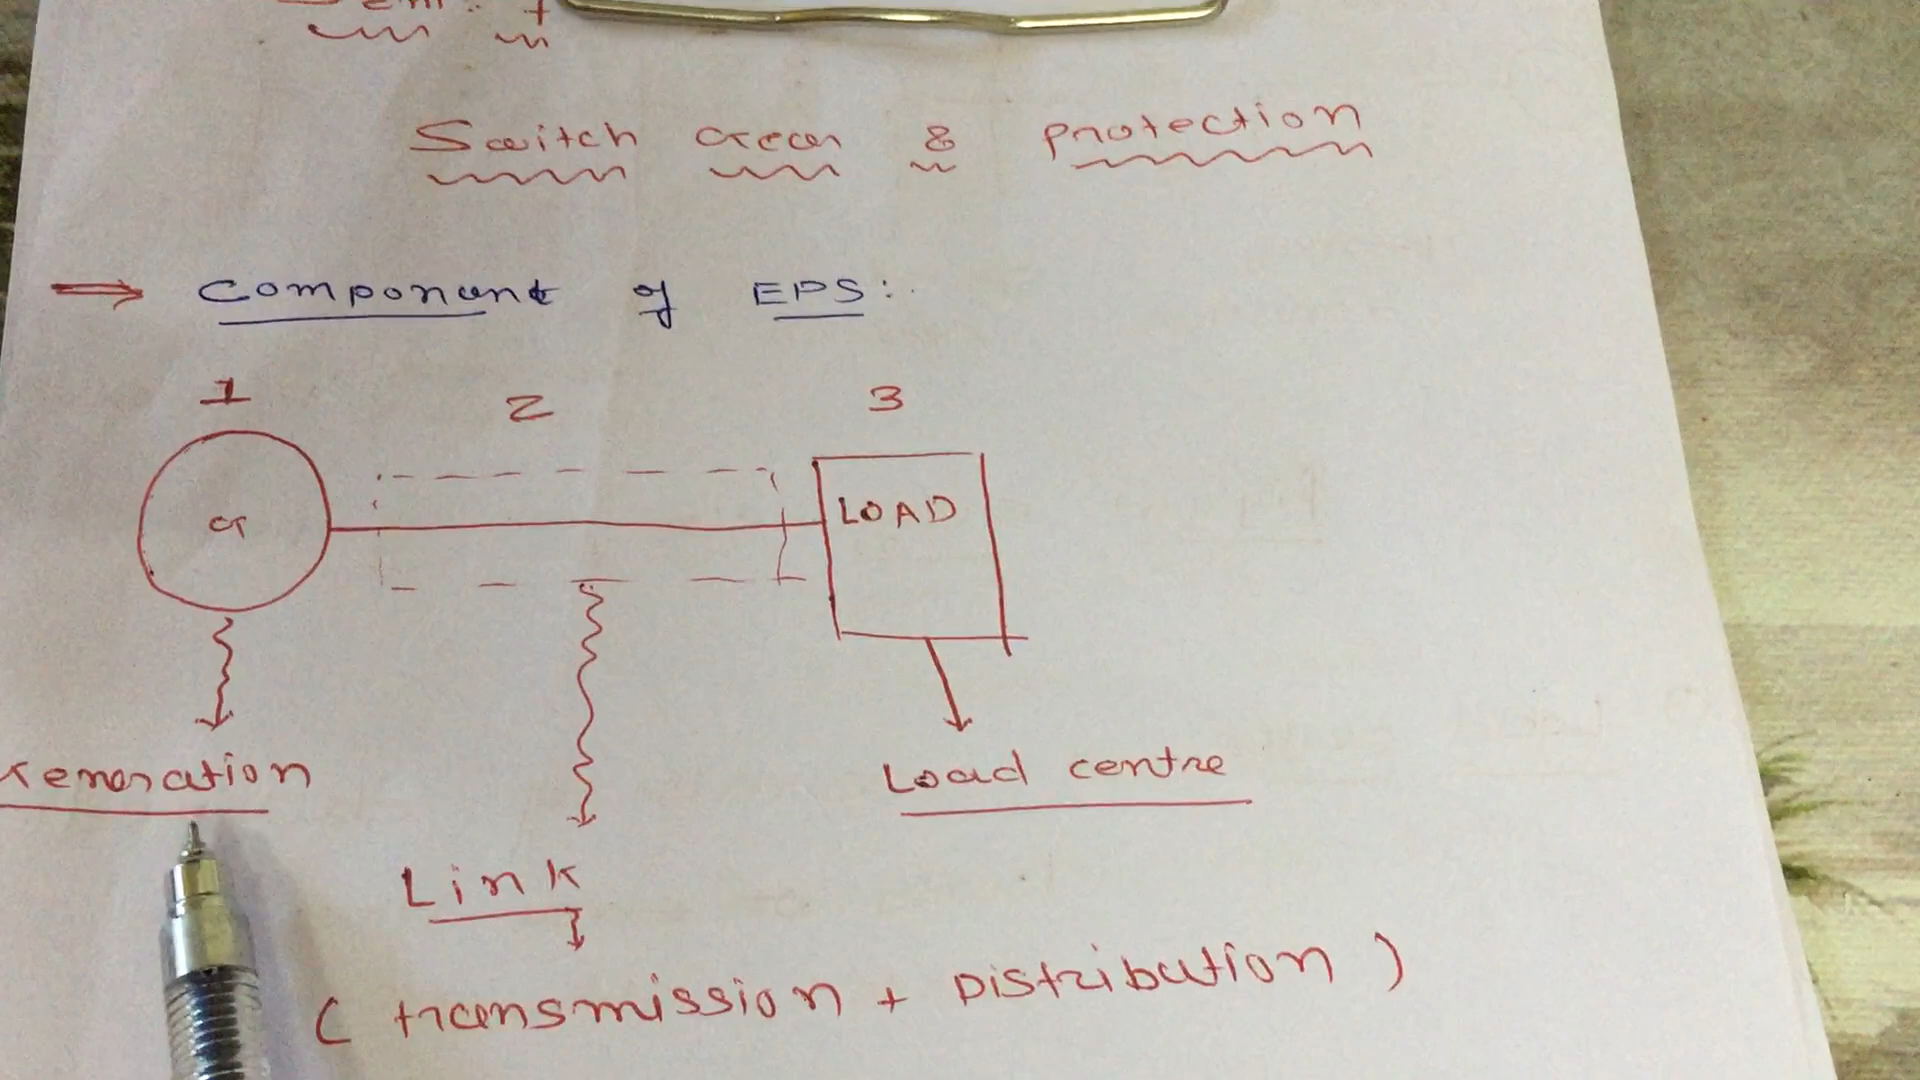 Switch Gear & Protection
Component of EPS:
1 2 3
G LOAD
Generation Load centre
Link
(transmission + Distribution)